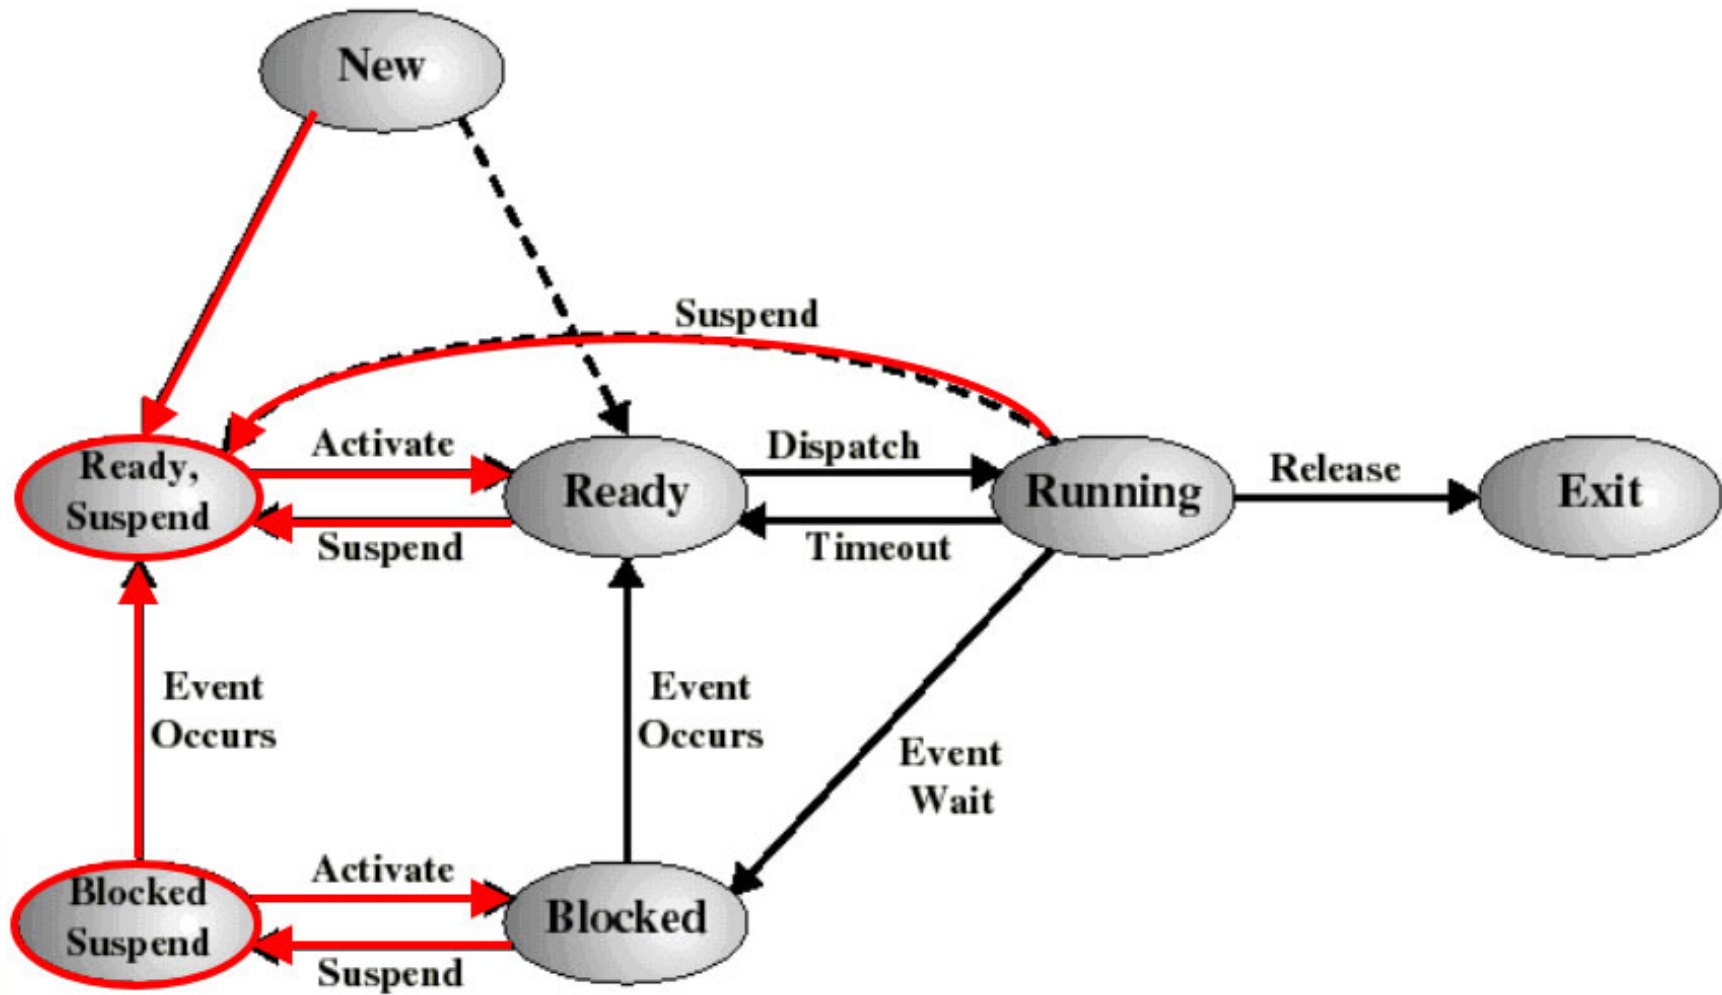 New
Suspend
Activate
Dispatch
Release
Ready,
Suspend
Ready
Running
Exit
Suspend
Timeout
Event
Occurs
Event
Occurs
Event
Wait
Activate
Blocked
Suspend
Blocked
Suspend